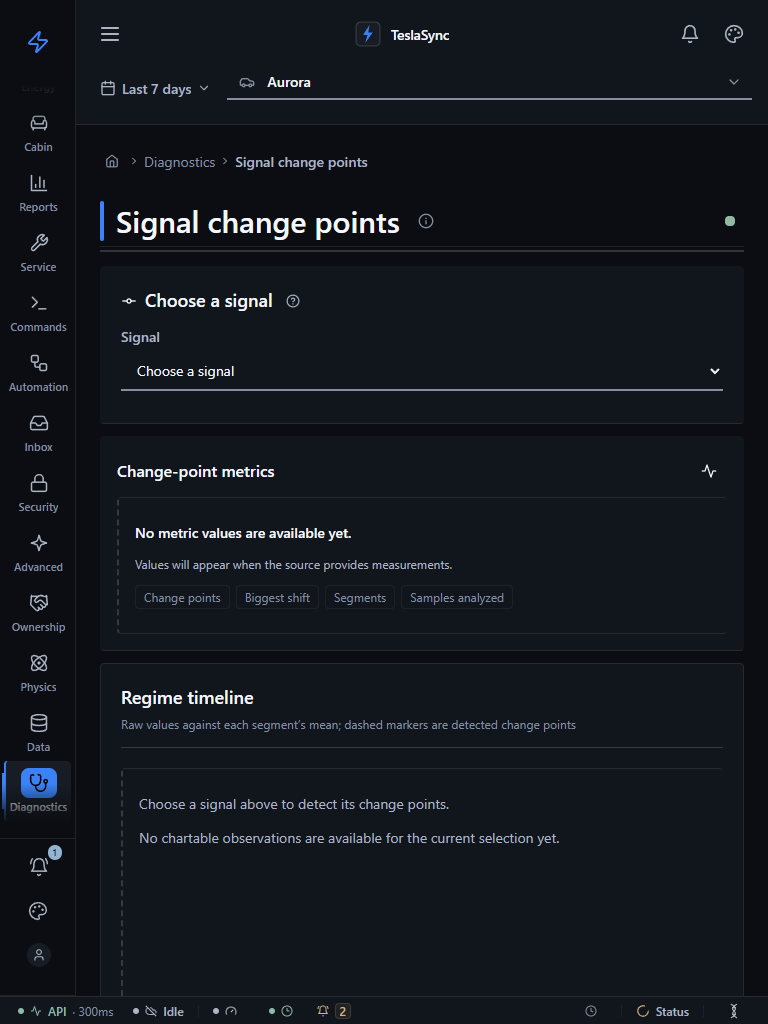 TeslaSync
Last 7 days
Aurora
Energy
Cabin
Reports
Service
Commands
Automation
Inbox
Security
Advanced
Ownership
Physics
Data
Diagnostics
1
Diagnostics
Signal change points
Signal change points
Choose a signal
Signal
Choose a signal
Change-point metrics
No metric values are available yet.
Values will appear when the source provides measurements.
Change points
Biggest shift
Segments
Samples analyzed
Regime timeline
Raw values against each segment's mean; dashed markers are detected change points
Choose a signal above to detect its change points.
No chartable observations are available for the current selection yet.
API · 300ms
Idle
2
Status